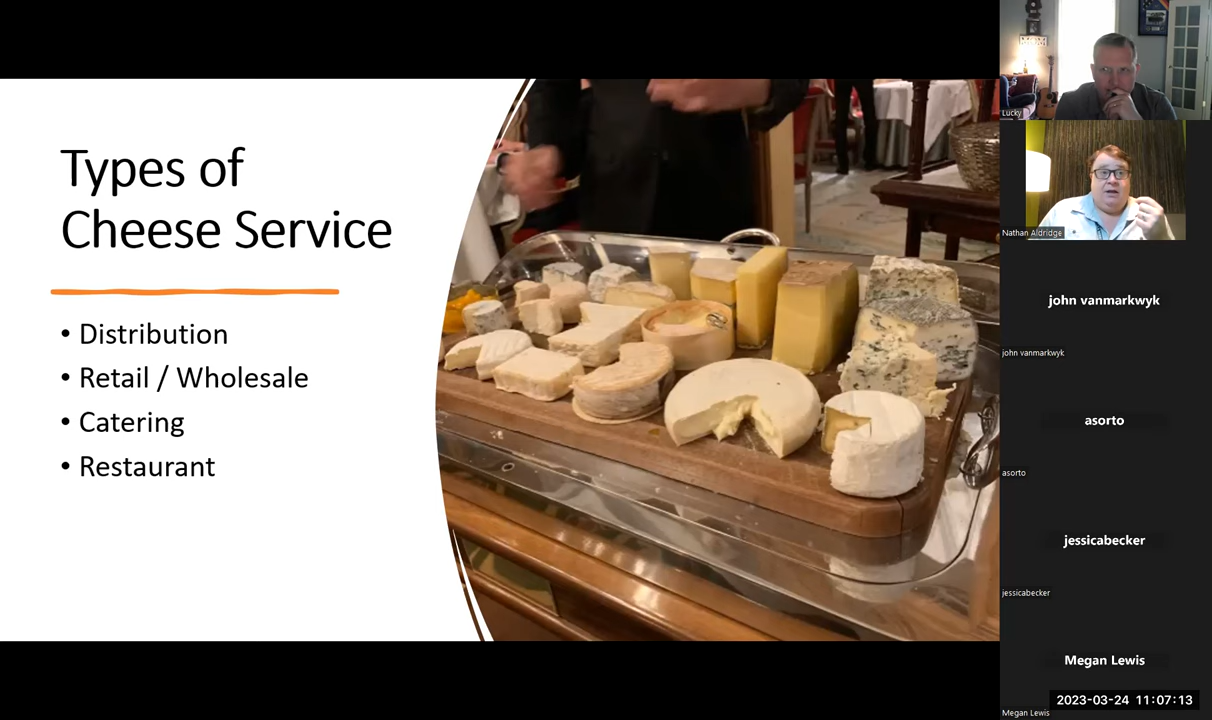 Types of
Cheese Service
• Distribution
• Retail / Wholesale
• Catering
• Restaurant
Lucky
Nathan Aldridge
john vanmarkwyk
john vanmarkwyk
asorto
asorto
jessicabecker
jessicabecker
Megan Lewis
2023-03-24 11:07:13
Megan Lewis